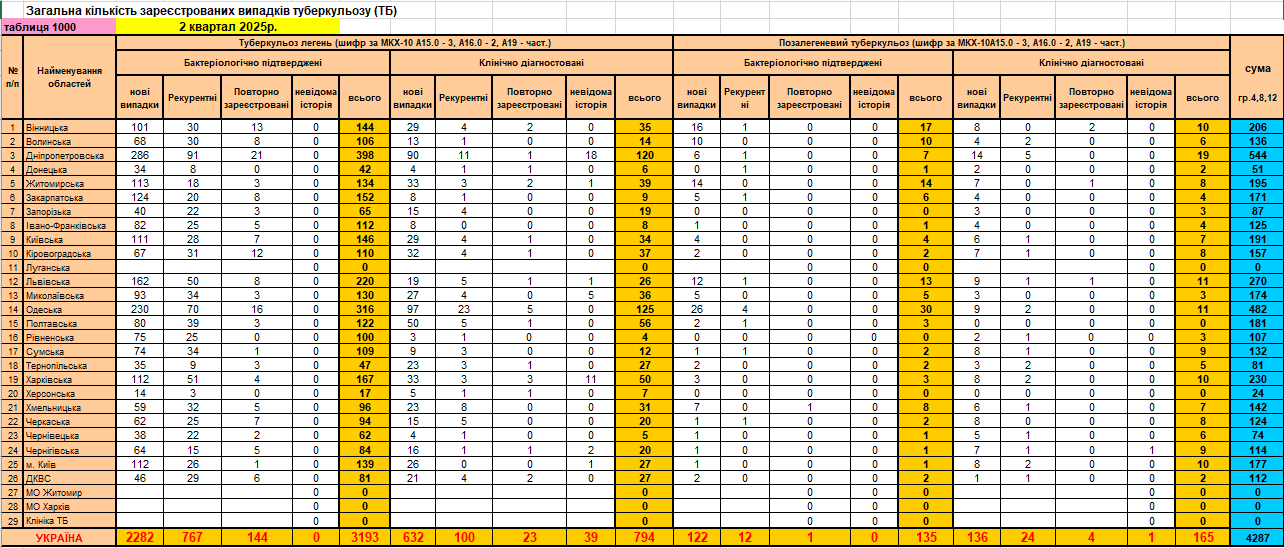 Загальна кількість зареєстрованих випадків туберкульозу (ТБ)
таблиця 1000 2 квартал 2025р.
№ п/п Найменування областей Туберкульоз легень (шифр за МКХ-10 А15.0 - 3, А16.0 - 2, А19 - част.) Позалегеневий туберкульоз (шифр за МКХ-10А15.0 - 3, А16.0 - 2, А19 - част.) сума
Бактеріологічно підтверджені Клінічно діагностовані Бактеріологічно підтверджені Клінічно діагностовані гр.4,8,12
нові випадки Рекурентні Повторно зареєстровані невідома історія всього нові випадки Рекурентні Повторно зареєстровані невідома історія всього нові випадки Рекурент ні Повторно зареєстровані невідома історія всього нові випадки Рекурентні Повторно зареєстровані невідома історія всього
1 Вінницька 101 30 13 0 144 29 4 2 0 35 16 1 0 0 17 8 0 2 0 10 206
2 Волинська 68 30 8 0 106 13 1 0 0 14 10 0 0 0 10 4 2 0 0 6 136
3 Дніпропетровська 286 91 21 0 398 90 11 1 18 120 6 1 0 0 7 14 5 0 0 19 544
4 Донецька 34 8 0 0 42 4 1 1 0 6 0 1 0 0 1 2 0 0 0 2 51
5 Житомирська 113 18 3 0 134 33 3 2 1 39 14 0 0 0 14 7 0 1 0 8 195
6 Закарпатська 124 20 8 0 152 8 1 0 0 9 5 1 0 0 6 4 0 0 0 4 171
7 Запорізька 40 22 3 0 65 15 4 0 0 19 0 0 0 0 0 3 0 0 0 3 87
8 Івано-Франківська 82 25 5 0 112 8 0 0 0 8 1 0 0 0 1 4 0 0 0 4 125
9 Київська 111 28 7 0 146 29 4 1 0 34 4 0 0 0 4 6 1 0 0 7 191
10 Кіровоградська 67 31 12 0 110 32 4 1 0 37 2 0 0 0 2 7 1 0 0 8 157
11 Луганська 0 0 0 0 0 0 0 0 0
12 Львівська 162 50 8 0 220 19 5 1 1 26 12 1 0 0 13 9 1 1 0 11 270
13 Миколаївська 93 34 3 0 130 27 4 0 5 36 5 0 0 0 5 3 0 0 0 3 174
14 Одеська 230 70 16 0 316 97 23 5 0 125 26 4 0 0 30 9 2 0 0 11 482
15 Полтавська 80 39 3 0 122 50 5 1 0 56 2 1 0 0 3 0 0 0 0 0 181
16 Рівненська 75 25 0 0 100 3 1 0 0 4 0 0 0 0 0 2 1 0 0 3 107
17 Сумська 74 34 1 0 109 9 3 0 0 12 1 1 0 0 2 8 1 0 0 9 132
18 Тернопільська 35 9 3 0 47 23 3 1 0 27 2 0 0 0 2 3 2 0 0 5 81
19 Харківська 112 51 4 0 167 33 3 3 11 50 3 0 0 0 3 8 2 0 0 10 230
20 Херсонська 14 3 0 0 17 5 1 1 0 7 0 0 0 0 0 0 0 0 0 0 24
21 Хмельницька 59 32 5 0 96 23 8 0 0 31 7 0 1 0 8 6 1 0 0 7 142
22 Черкаська 62 25 7 0 94 15 5 0 0 20 1 1 0 0 2 8 0 0 0 8 124
23 Чернівецька 38 22 2 0 62 4 1 0 0 5 1 0 0 0 1 5 1 0 0 6 74
24 Чернігівська 64 15 5 0 84 16 1 1 2 20 1 0 0 0 1 7 1 0 1 9 114
25 м. Київ 112 26 1 0 139 26 0 0 1 27 1 0 0 0 1 8 2 0 0 10 177
26 ДКВС 46 29 6 0 81 21 4 2 0 27 2 0 0 0 2 1 1 0 0 2 112
27 МО Житомир 0 0 0 0 0 0 0 0
28 МО Харків 0 0 0 0 0 0 0 0
29 Клініка ТБ 0 0 0 0 0 0 0 0
УКРАЇНА 2282 767 144 0 3193 632 100 23 39 794 122 12 1 0 135 136 24 4 1 165 4287